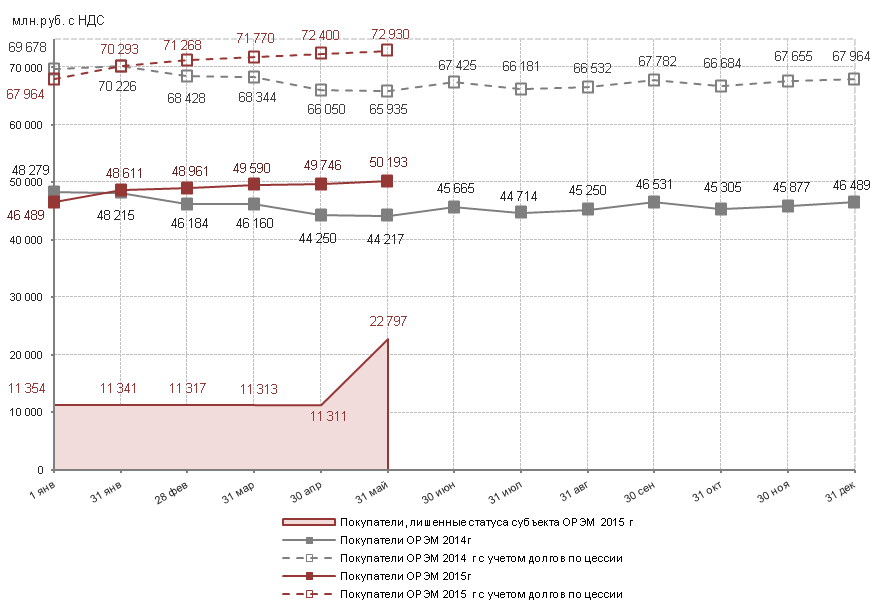 млн.руб. с НДС
71 770 72 400 72 930
69 678 70 293 71 268
67 425 66 181 66 532 67 782 66 684 67 655 67 964
70 000
67 964 70 226 68 428 68 344 66 050 65 935
60 000
48 279 48 611 48 961 49 590 49 746 50 193
50 000
45 665 44 714 45 250 46 531 45 305 45 877 46 489
46 489 48 215 46 184 46 160 44 250 44 217
40 000
30 000
22 797
20 000
11 354 11 341 11 317 11 313 11 311
10 000
0
1 янв 31 янв 28 фев 31 мар 30 апр 31 май 30 июн 31 июл 31 авг 30 сен 31 окт 30 ноя 31 дек
Покупатели, лишенные статуса субъекта ОРЭМ 2015 г
Покупатели ОРЭМ 2014г
Покупатели ОРЭМ 2014 г с учетом долгов по цессии
Покупатели ОРЭМ 2015г
Покупатели ОРЭМ 2015 г с учетом долгов по цессии